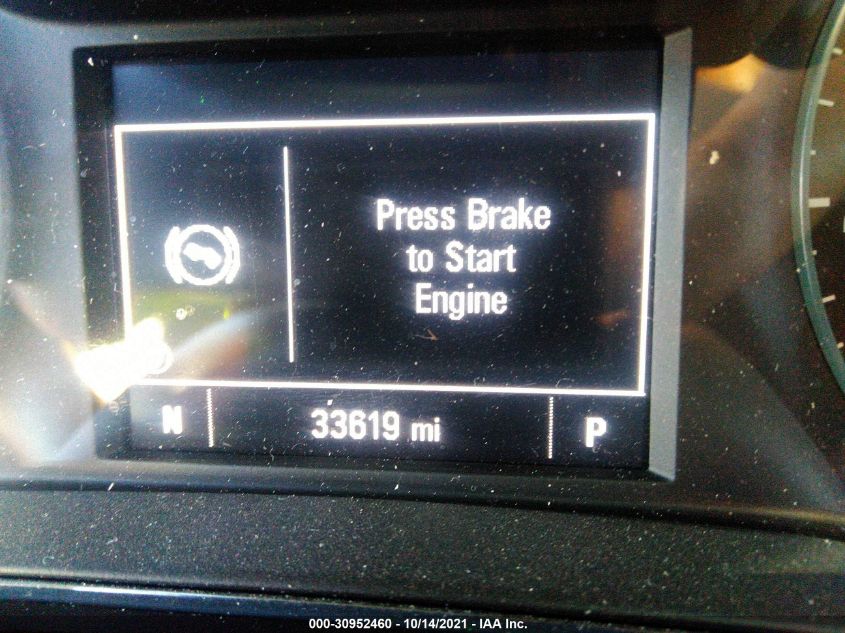 Press Brake
to Start
Engine
N 33619 mi P
000-30952460 - 10/14/2021 - IAA Inc.